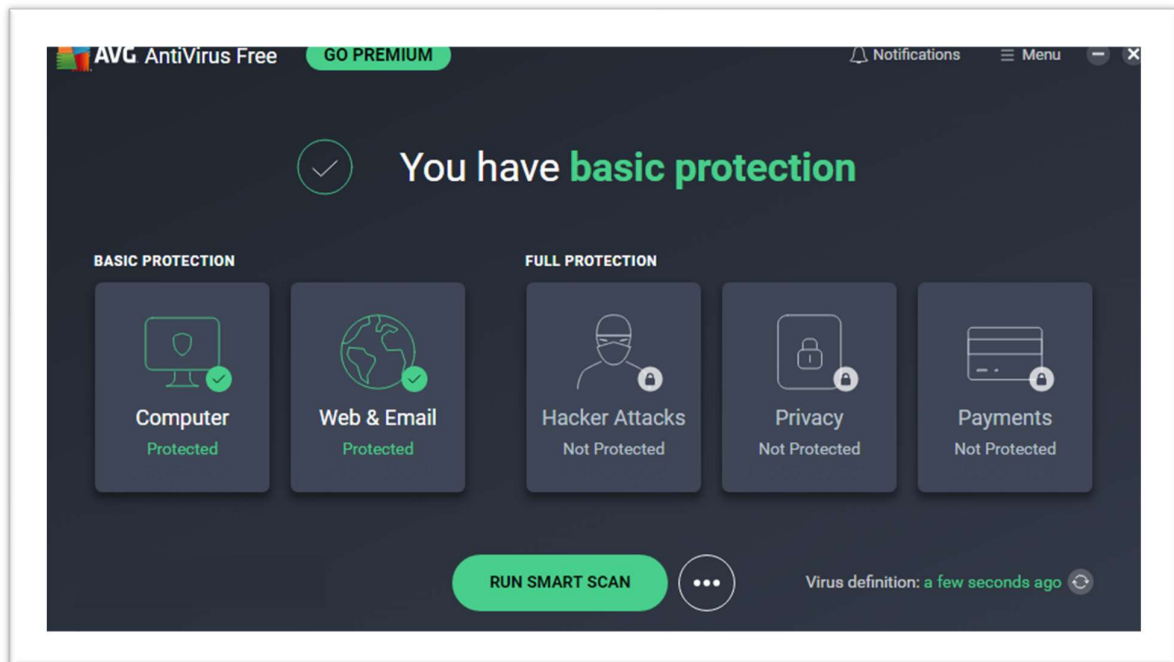 AVG AntiVirus Free GO PREMIUM Notifications Menu
You have basic protection
BASIC PROTECTION FULL PROTECTION
Computer Web & Email Hacker Attacks Privacy Payments
Protected Protected Not Protected Not Protected Not Protected
RUN SMART SCAN Virus definition: a few seconds ago